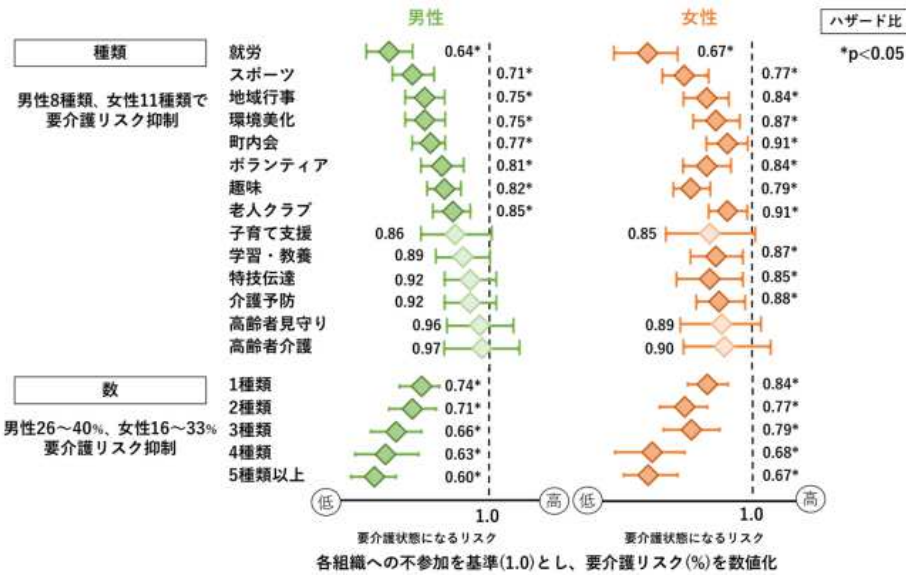 男性
女性
ハザード比
*p<0.05
種類
男性8種類、女性11種類で
要介護リスク抑制
就労 0.64* 0.67*
スポーツ 0.71* 0.77*
地域行事 0.75* 0.84*
環境美化 0.75* 0.87*
町内会 0.77* 0.91*
ボランティア 0.81* 0.84*
趣味 0.82* 0.79*
老人クラブ 0.85* 0.91*
子育て支援 0.86 0.85
学習・教養 0.89 0.87*
特技伝達 0.92 0.85*
介護予防 0.92 0.88*
高齢者見守り 0.96 0.89
高齢者介護 0.97 0.90
数
男性26〜40%、女性16〜33%
要介護リスク抑制
1種類 0.74* 0.84*
2種類 0.71* 0.77*
3種類 0.66* 0.79*
4種類 0.63* 0.68*
5種類以上 0.60* 0.67*
低 高 低 高
1.0 1.0
要介護状態になるリスク 要介護状態になるリスク
各組織への不参加を基準(1.0)とし、要介護リスク(%)を数値化